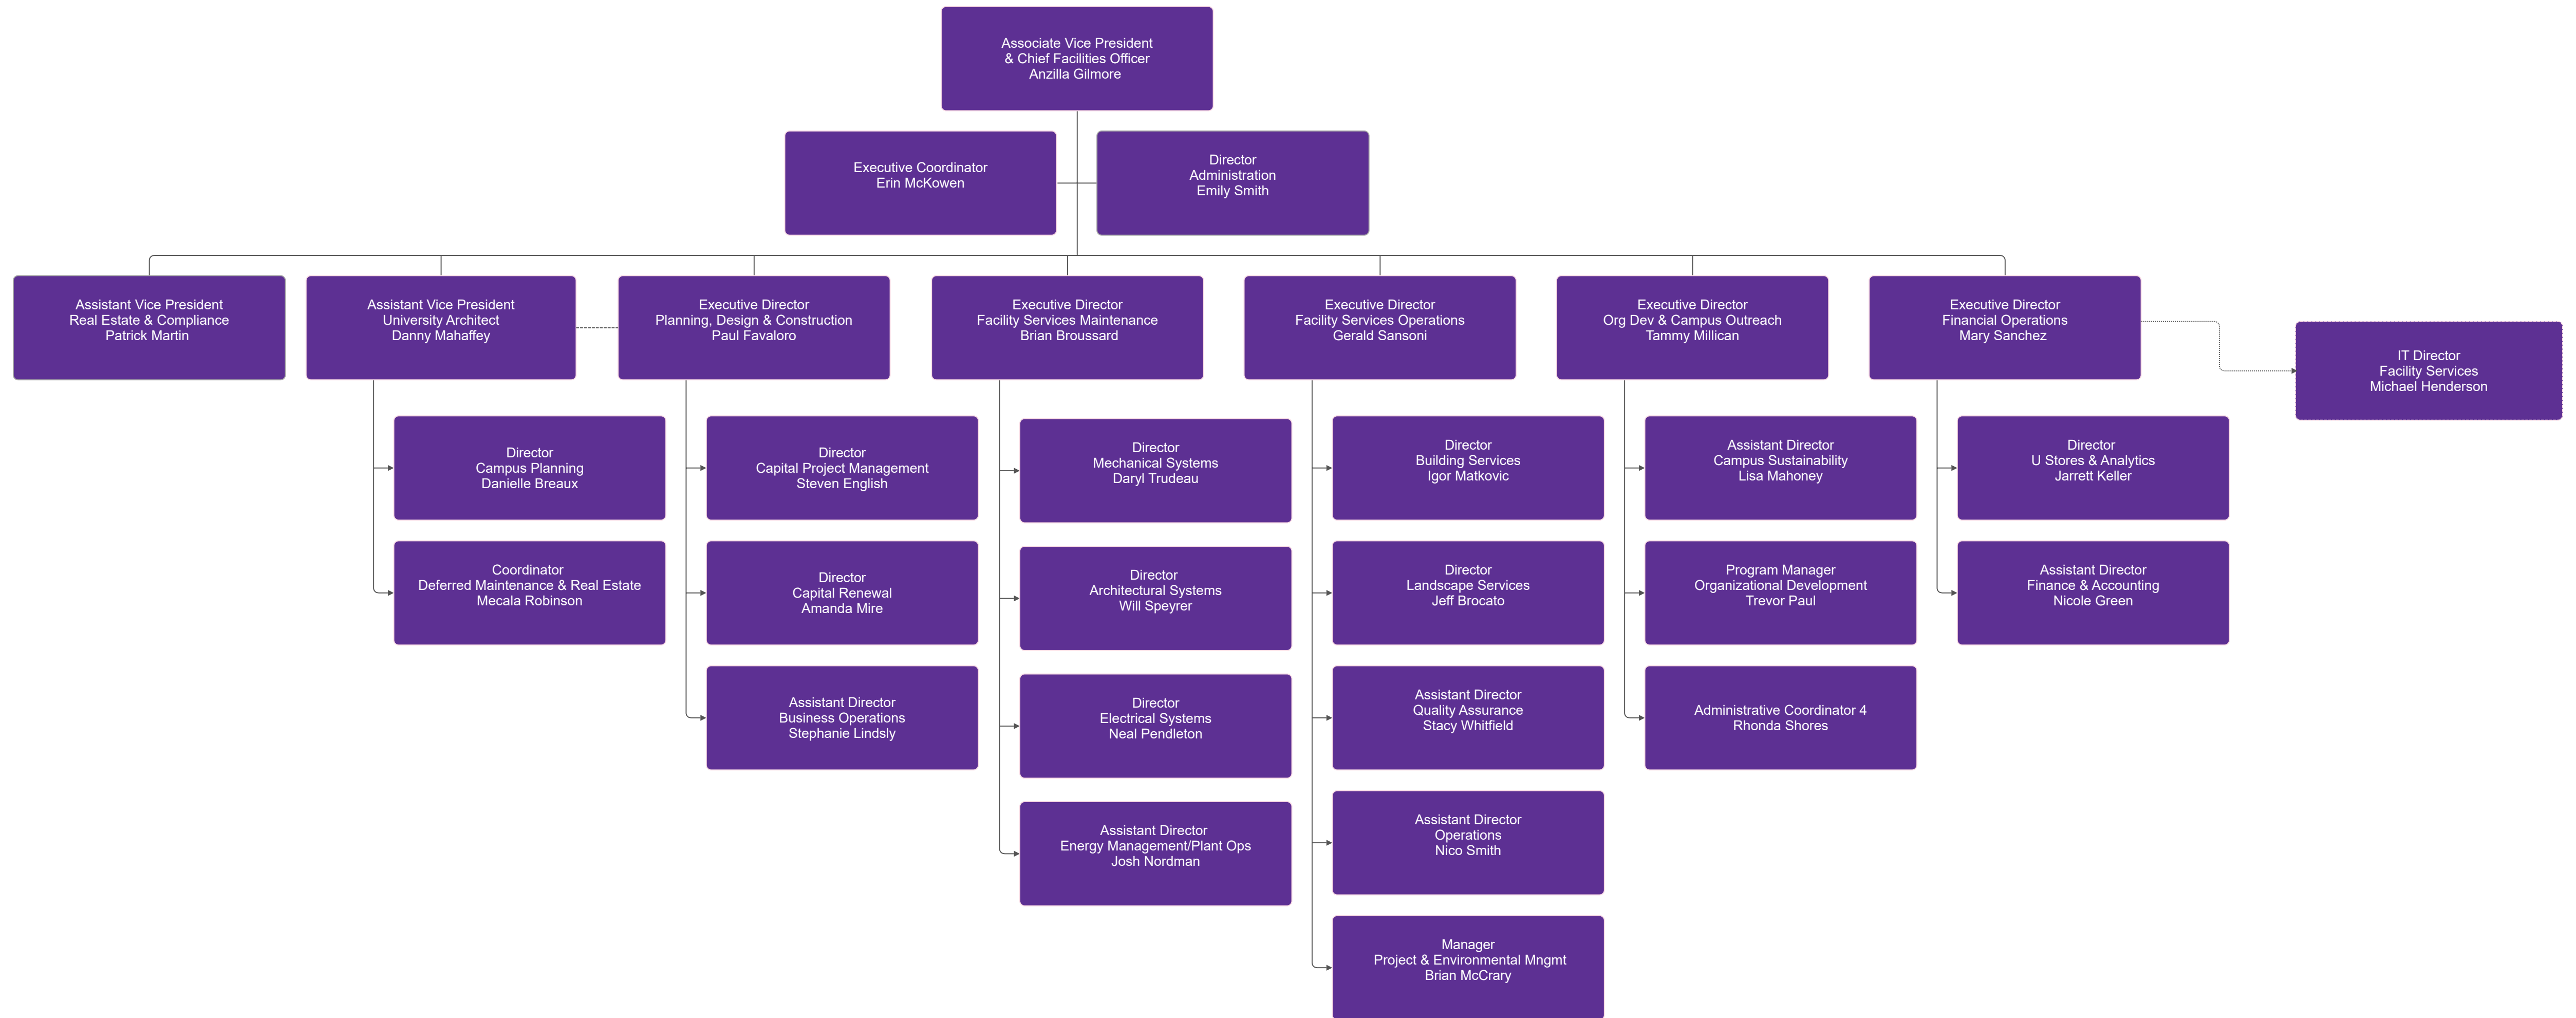 Associate Vice President
& Chief Facilities Officer
Anzilla Gilmore
Executive Coordinator
Erin McKowen
Director
Administration
Emily Smith
Assistant Vice President
Real Estate & Compliance
Patrick Martin
Assistant Vice President
University Architect
Danny Mahaffey
Executive Director
Planning, Design & Construction
Paul Favaloro
Executive Director
Facility Services Maintenance
Brian Broussard
Executive Director
Facility Services Operations
Gerald Sansoni
Executive Director
Org Dev & Campus Outreach
Tammy Millican
Executive Director
Financial Operations
Mary Sanchez
IT Director
Facility Services
Michael Henderson
Director
Campus Planning
Danielle Breaux
Coordinator
Deferred Maintenance & Real Estate
Mecala Robinson
Director
Capital Project Management
Steven English
Director
Capital Renewal
Amanda Mire
Assistant Director
Business Operations
Stephanie Lindsly
Director
Mechanical Systems
Daryl Trudeau
Director
Architectural Systems
Will Speyrer
Director
Electrical Systems
Neal Pendleton
Assistant Director
Energy Management/Plant Ops
Josh Nordman
Director
Building Services
Igor Matkovic
Director
Landscape Services
Jeff Brocato
Assistant Director
Quality Assurance
Stacy Whitfield
Assistant Director
Operations
Nico Smith
Manager
Project & Environmental Mngmt
Brian McCrary
Assistant Director
Campus Sustainability
Lisa Mahoney
Program Manager
Organizational Development
Trevor Paul
Administrative Coordinator 4
Rhonda Shores
Director
U Stores & Analytics
Jarrett Keller
Assistant Director
Finance & Accounting
Nicole Green